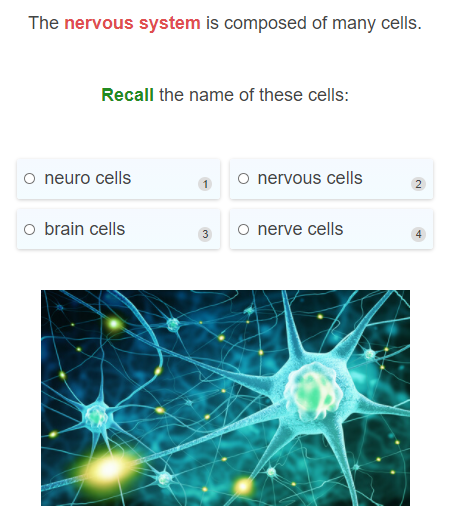 The nervous system is composed of many cells.
Recall the name of these cells:
neuro cells 1
nervous cells 2
brain cells 3
nerve cells 4